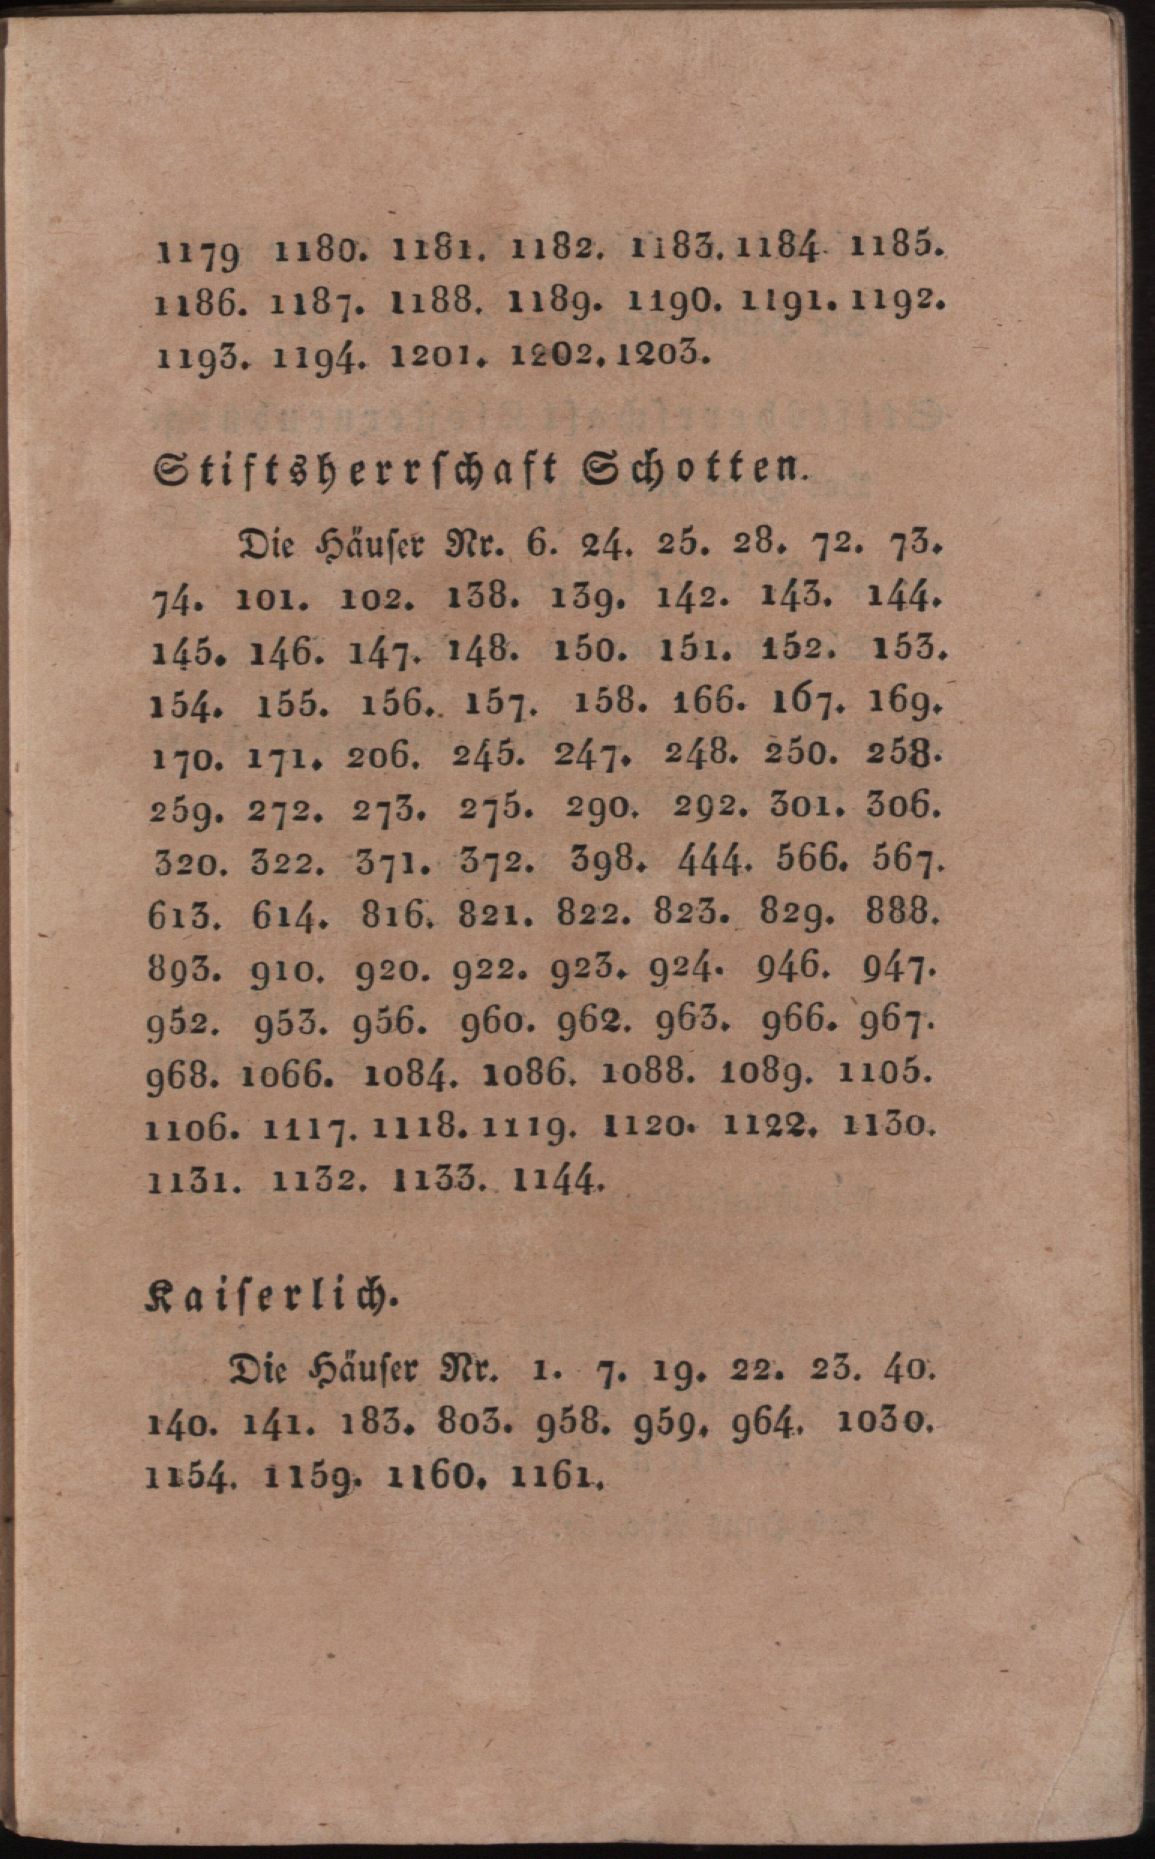 1179 1180. 1181. 1182. 1183. 1184. 1185.
1186. 1187. 1188. 1189. 1190. 1191. 1192.
1193. 1194. 1201. 1202. 1203.
Stiftsherrſchaft Schotten.
Die Häuſer Nr. 6. 24. 25. 28. 72. 73.
74. 101. 102. 138. 139. 142. 143. 144.
145. 146. 147. 148. 150. 151. 152. 153.
154. 155. 156. 157. 158. 166. 167. 169.
170. 171. 206. 245. 247. 248. 250. 258.
259. 272. 273. 275. 290. 292. 301. 306.
320. 322. 371. 372. 398. 444. 566. 567.
613. 614. 816. 821. 822. 823. 829. 888.
893. 910. 920. 922. 923. 924. 946. 947.
952. 953. 956. 960. 962. 963. 966. 967.
968. 1066. 1084. 1086. 1088. 1089. 1105.
1106. 1117. 1118. 1119. 1120. 1122. 1130.
1131. 1132. 1133. 1144.
Kaiſerlich.
Die Häuſer Nr. 1. 7. 19. 22. 23. 40.
140. 141. 183. 803. 958. 959. 964. 1030.
1154. 1159. 1160. 1161.